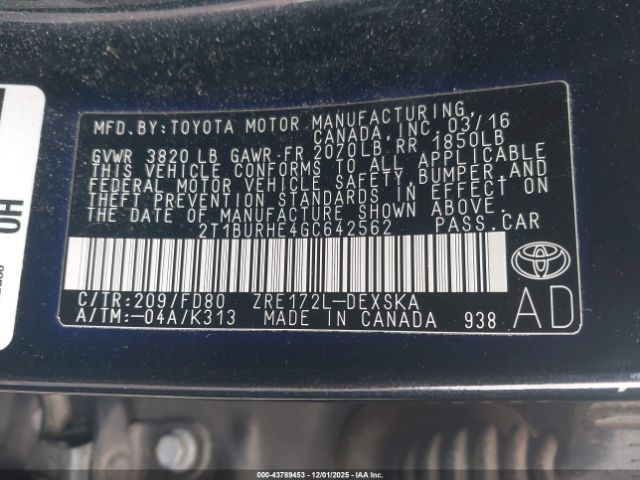 MFD.BY:TOYOTA MOTOR MANUFACTURING,
CANADA,INC. 03/16
GVWR 3820 LB GAWR-FR 2070LB RR 1850LB
THIS VEHICLE CONFORMS TO ALL APPLICABLE
FEDERAL MOTOR VEHICLE SAFETY,BUMPER,AND
THEFT PREVENTION STANDARDS IN EFFECT ON
THE DATE OF MANUFACTURE SHOWN ABOVE.
2T1BURHF4GC642562 PASS.CAR
C/TR:209/FD80 ZRE172L-DEXSKA
A/TM:-04A/K313 MADE IN CANADA 938
AD
TOYOTA
HO
000-43789453 - 12/01/2025 - IAA Inc.